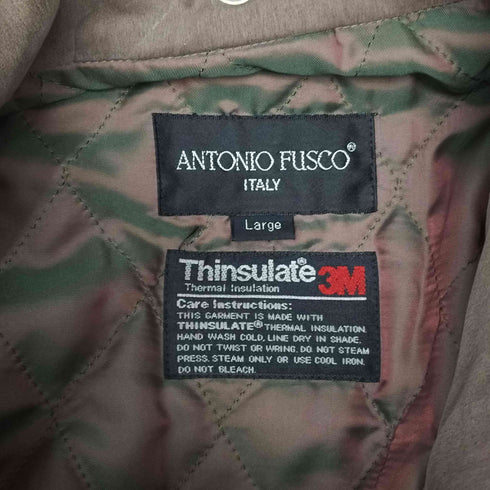 ANTONIO FUSCO®
ITALY
Large
Thinsulate® 3M
Thermal Insulation
Care Instructions:
THIS GARMENT IS MADE WITH
THINSULATE® THERMAL INSULATION.
HAND WASH COLD, LINE DRY IN SHADE.
DO NOT TWIST OR WRING. DO NOT STEAM
PRESS. STEAM ONLY OR USE COOL IRON.
DO NOT BLEACH.